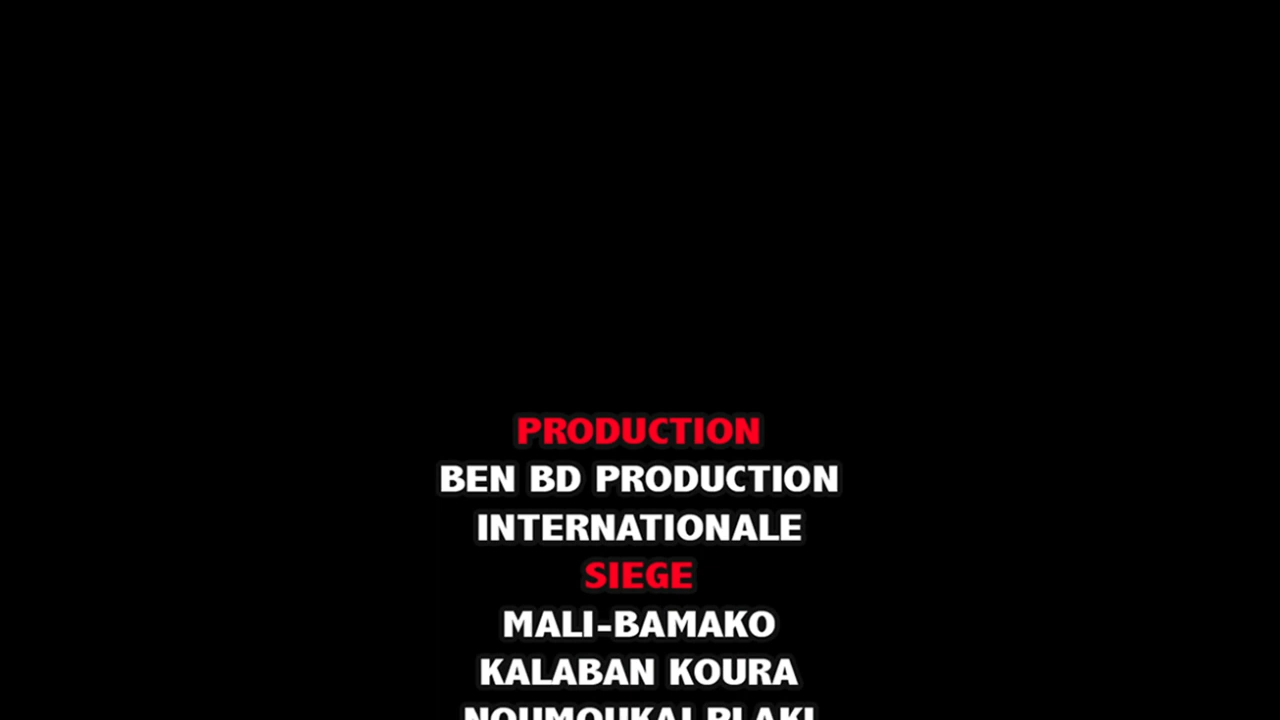 PRODUCTION
BEN BD PRODUCTION
INTERNATIONALE
SIEGE
MALI-BAMAKO
KALABAN KOURA